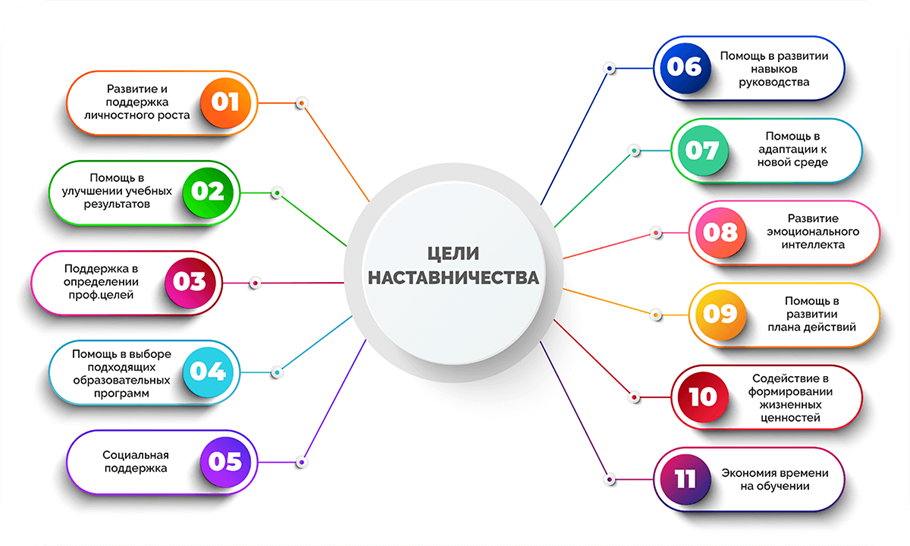 ЦЕЛИ
НАСТАВНИЧЕСТВА
Развитие и
поддержка
личностного роста
01
Помощь в
улучшении учебных
результатов
02
Поддержка в
определении
проф.целей
03
Помощь в выборе
подходящих
образовательных
программ
04
Социальная
поддержка
05
06
Помощь в развитии
навыков
руководства
07
Помощь в
адаптации к
новой среде
08
Развитие
эмоционального
интеллекта
09
Помощь в
развитии
плана действий
10
Содействие в
формировании
жизненных
ценностей
11
Экономия времени
на обучении